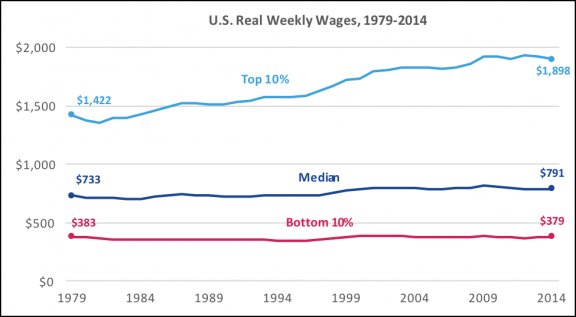 U.S. Real Weekly Wages, 1979-2014
$2,000
Top 10%
$1,898
$1,500
$1,422
$1,000
$733
Median
$791
$500
$383
Bottom 10%
$379
$0
1979 1984 1989 1994 1999 2004 2009 2014